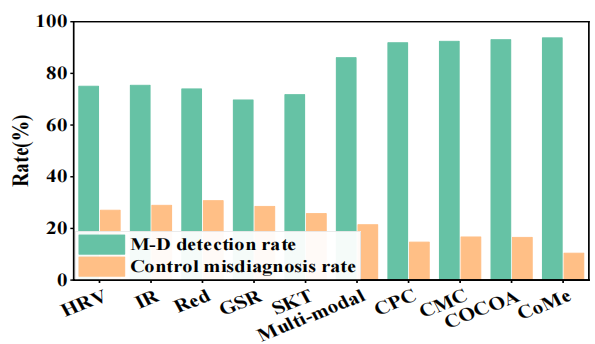 100
80
60
40
20
0
Rate(%)
M-D detection rate
Control misdiagnosis rate
HRV
IR
Red
GSR
SKT
Multi-modal
CPC
CMC
COCOA
CoMe